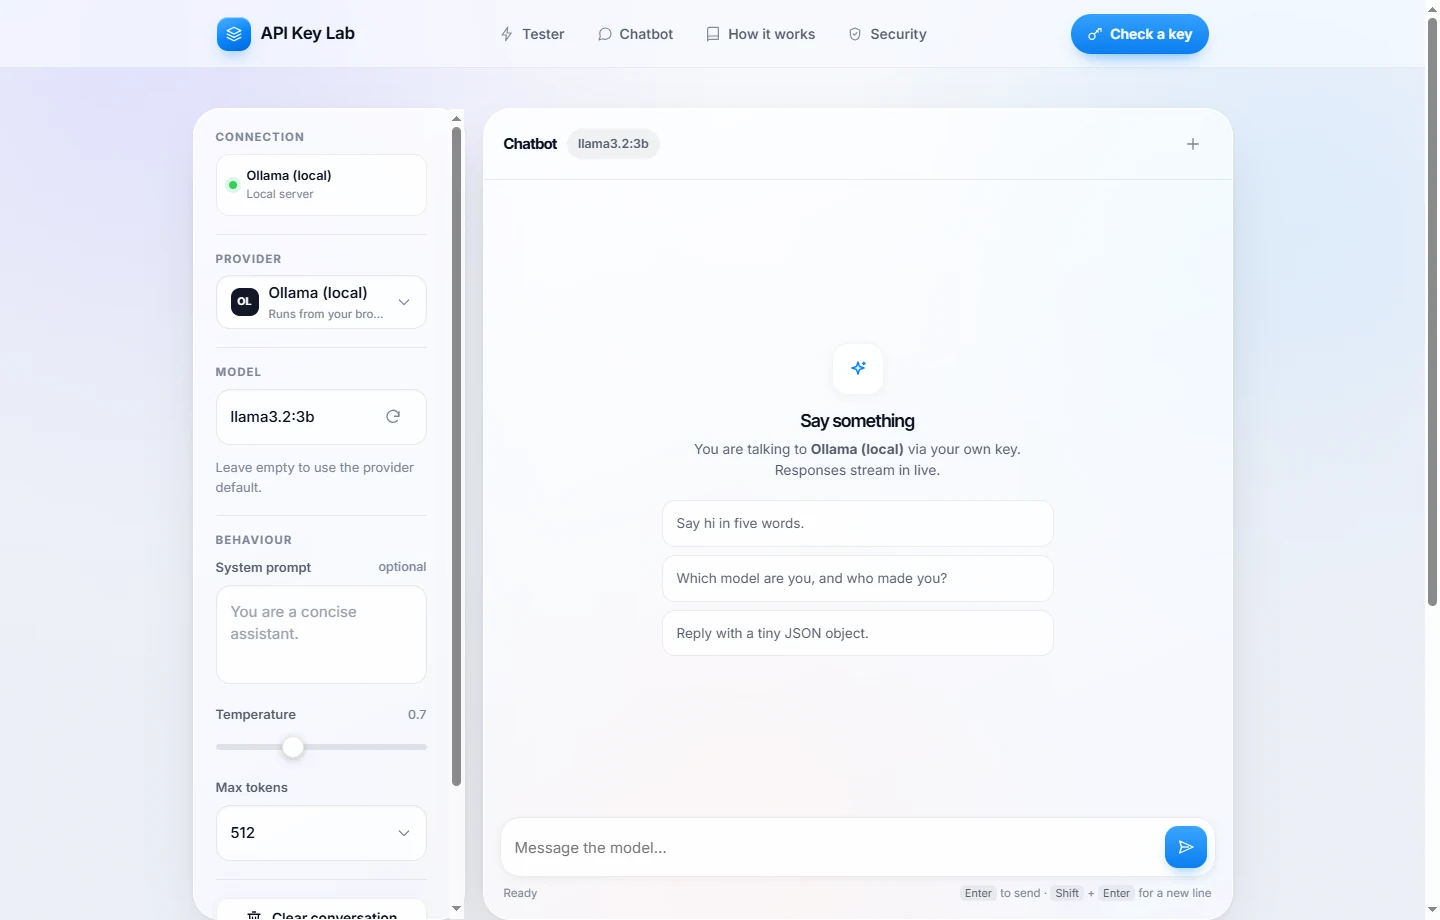 API Key Lab
Tester
Chatbot
How it works
Security
Check a key
CONNECTION
Ollama (local)
Local server
PROVIDER
OL
Ollama (local)
Runs from your bro...
MODEL
llama3.2:3b
Leave empty to use the provider
default.
BEHAVIOUR
System prompt optional
You are a concise
assistant.
Temperature 0.7
Max tokens
512
Clear conversation
Chatbot llama3.2:3b
Say something
You are talking to Ollama (local) via your own key.
Responses stream in live.
Say hi in five words.
Which model are you, and who made you?
Reply with a tiny JSON object.
Message the model...
Ready
Enter to send · Shift + Enter for a new line